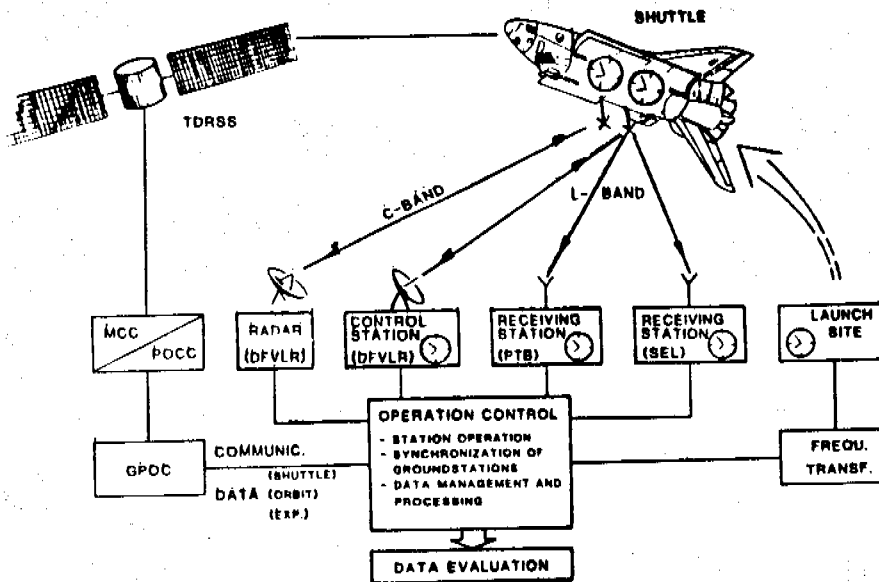 SHUTTLE
TDRSS
C-BAND
L- BAND
MCC
POCC
RADAR
(DFVLR)
CONTROL
STATION
(DFVLR)
RECEIVING
STATION
(PTB)
RECEIVING
STATION
(SEL)
LAUNCH
SITE
OPERATION CONTROL
- STATION OPERATION
- SYNCHRONIZATION OF
GROUNDSTATIONS
- DATA MANAGEMENT AND
PROCESSING
GPOC
COMMUNIC.
(SHUTTLE)
DATA (ORBIT)
(EXP.)
FREQU.
TRANSF.
DATA EVALUATION